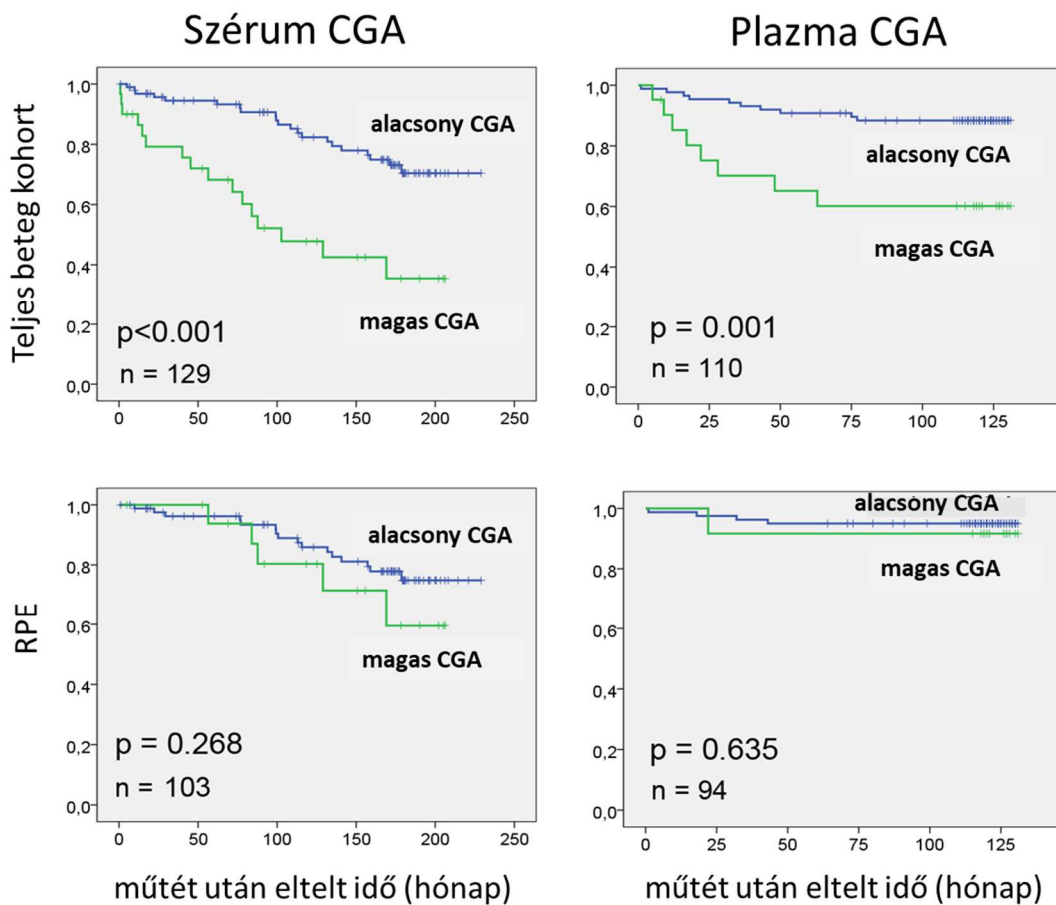 Szérum CGA
Plazma CGA
Teljes beteg kohort
1,0
0,8
0,6
0,4
0,2
0,0
alacsony CGA
magas CGA
p<0.001
n = 129
0 50 100 150 200 250
1,0
0,8
0,6
0,4
0,2
0,0
alacsony CGA
magas CGA
p = 0.001
n = 110
0 25 50 75 100 125
RPE
1,0
0,8
0,6
0,4
0,2
0,0
alacsony CGA
magas CGA
p = 0.268
n = 103
0 50 100 150 200 250
1,0
0,8
0,6
0,4
0,2
0,0
alacsony CGA
magas CGA
p = 0.635
n = 94
0 25 50 75 100 125
műtét után eltelt idő (hónap)
műtét után eltelt idő (hónap)